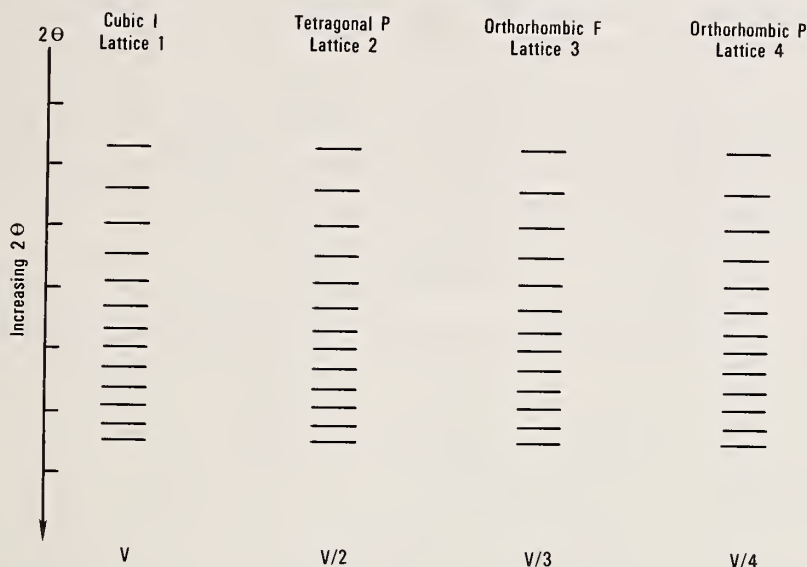 2θ
Cubic I
Lattice 1
Tetragonal P
Lattice 2
Orthorhombic F
Lattice 3
Orthorhombic P
Lattice 4
Increasing 2θ
V
V/2
V/3
V/4